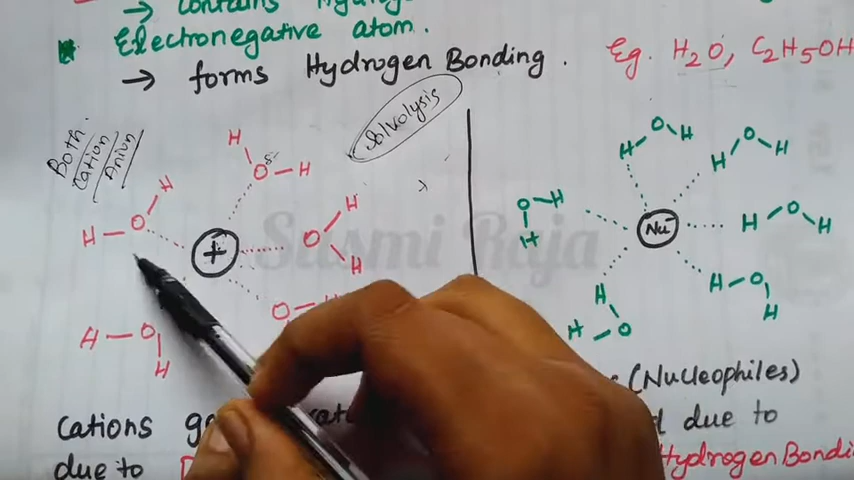 → contains
Electronegative atom.
→ forms Hydrogen Bonding. Eg. H2O, C2H5OH
Solvolysis
Both
Cation
Anion
H
O δ- H
H
H O
O H
H
+
O H
H O
H
H O H
H O H
O H
H
Nu-
H O H
H O
H
H
H O
Sasmi Raja
(Nucleophiles)
Cations
due to
due to
Hydrogen Bondi